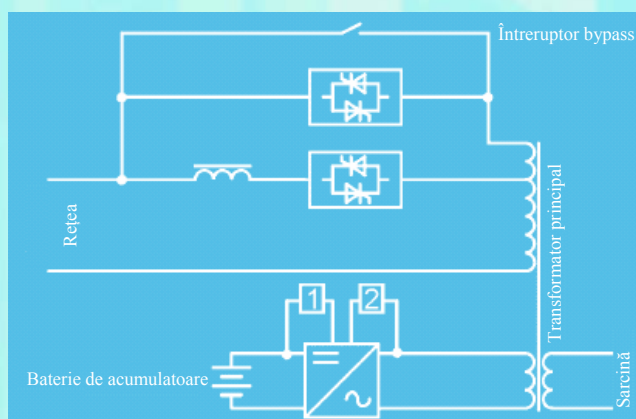 Întreruptor bypass
Rețea
Transformator principal
1
2
Baterie de acumulatoare
Sarcină